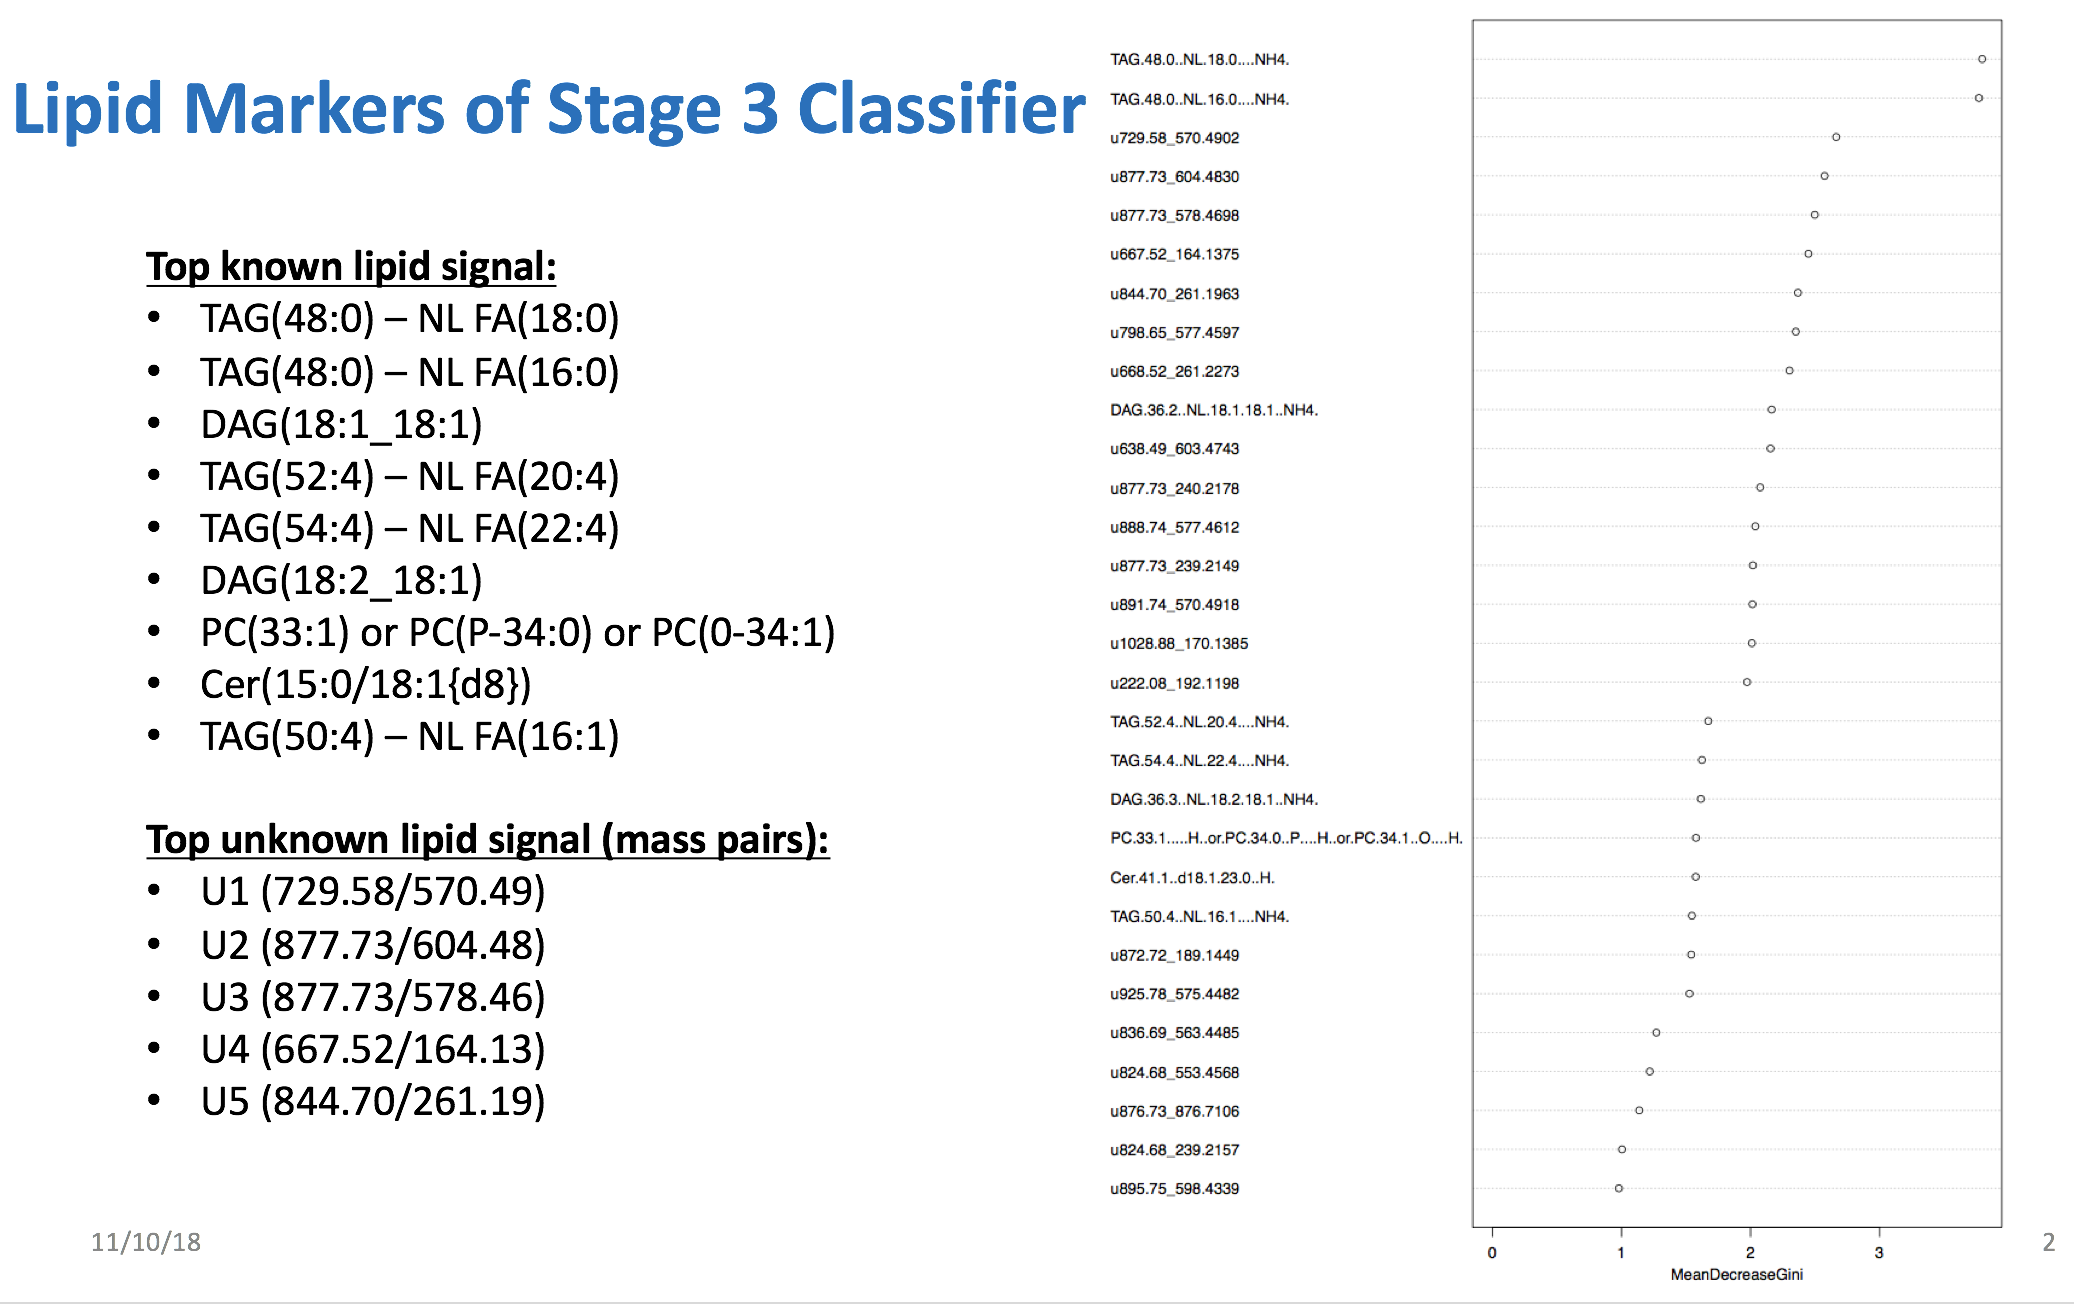 Lipid Markers of Stage 3 Classifier
Top known lipid signal:
• TAG(48:0) – NL FA(18:0)
• TAG(48:0) – NL FA(16:0)
• DAG(18:1_18:1)
• TAG(52:4) – NL FA(20:4)
• TAG(54:4) – NL FA(22:4)
• DAG(18:2_18:1)
• PC(33:1) or PC(P-34:0) or PC(0-34:1)
• Cer(15:0/18:1{d8})
• TAG(50:4) – NL FA(16:1)
Top unknown lipid signal (mass pairs):
• U1 (729.58/570.49)
• U2 (877.73/604.48)
• U3 (877.73/578.46)
• U4 (667.52/164.13)
• U5 (844.70/261.19)
11/10/18
TAG.48.0..NL.18.0....NH4.
TAG.48.0..NL.16.0....NH4.
u729.58_570.4902
u877.73_604.4830
u877.73_578.4698
u667.52_164.1375
u844.70_261.1963
u798.65_577.4597
u668.52_261.2273
DAG.36.2..NL.18.1.18.1..NH4.
u638.49_603.4743
u877.73_240.2178
u888.74_577.4612
u877.73_239.2149
u891.74_570.4918
u1028.88_170.1385
u222.08_192.1198
TAG.52.4..NL.20.4....NH4.
TAG.54.4..NL.22.4....NH4.
DAG.36.3..NL.18.2.18.1..NH4.
PC.33.1.....H..or.PC.34.0..P....H..or.PC.34.1..O....H.
Cer.41.1..d18.1.23.0..H.
TAG.50.4..NL.16.1....NH4.
u872.72_189.1449
u925.78_575.4482
u836.69_563.4485
u824.68_553.4568
u876.73_876.7106
u824.68_239.2157
u895.75_598.4339
0 1 2 3
MeanDecreaseGini
2